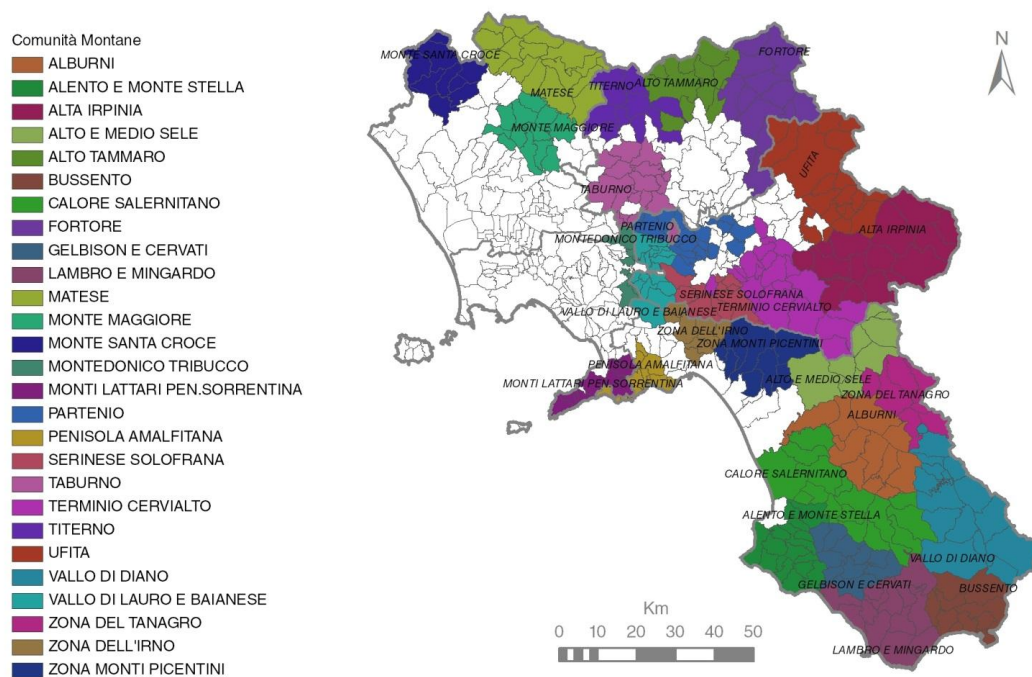 Comunità Montane
ALBURNI
ALENTO E MONTE STELLA
ALTA IRPINIA
ALTO E MEDIO SELE
ALTO TAMMARO
BUSSENTO
CALORE SALERNITANO
FORTORE
GELBISON E CERVATI
LAMBRO E MINGARDO
MATESE
MONTE MAGGIORE
MONTE SANTA CROCE
MONTEDONICO TRIBUCCO
MONTI LATTARI PEN.SORRENTINA
PARTENIO
PENISOLA AMALFITANA
SERINESE SOLOFRANA
TABURNO
TERMINIO CERVIALTO
TITERNO
UFITA
VALLO DI DIANO
VALLO DI LAURO E BAIANESE
ZONA DEL TANAGRO
ZONA DELL'IRNO
ZONA MONTI PICENTINI
N
MONTE SANTA CROCE
FORTORE
MATESE
TITERNO
ALTO TAMMARO
MONTE MAGGIORE
UFITA
TABURNO
PARTENIO
ALTA IRPINIA
MONTEDONICO TRIBUCCO
SERINESE SOLOFRANA
TERMINIO CERVIALTO
VALLO DI LAURO E BAIANESE
ZONA DELL'IRNO
ZONA MONTI PICENTINI
PENISOLA AMALFITANA
MONTI LATTARI PEN.SORRENTINA
ALTO E MEDIO SELE
ZONA DEL TANAGRO
ALBURNI
CALORE SALERNITANO
ALENTO E MONTE STELLA
VALLO DI DIANO
GELBISON E CERVATI
BUSSENTO
LAMBRO E MINGARDO
Km
0 10 20 30 40 50